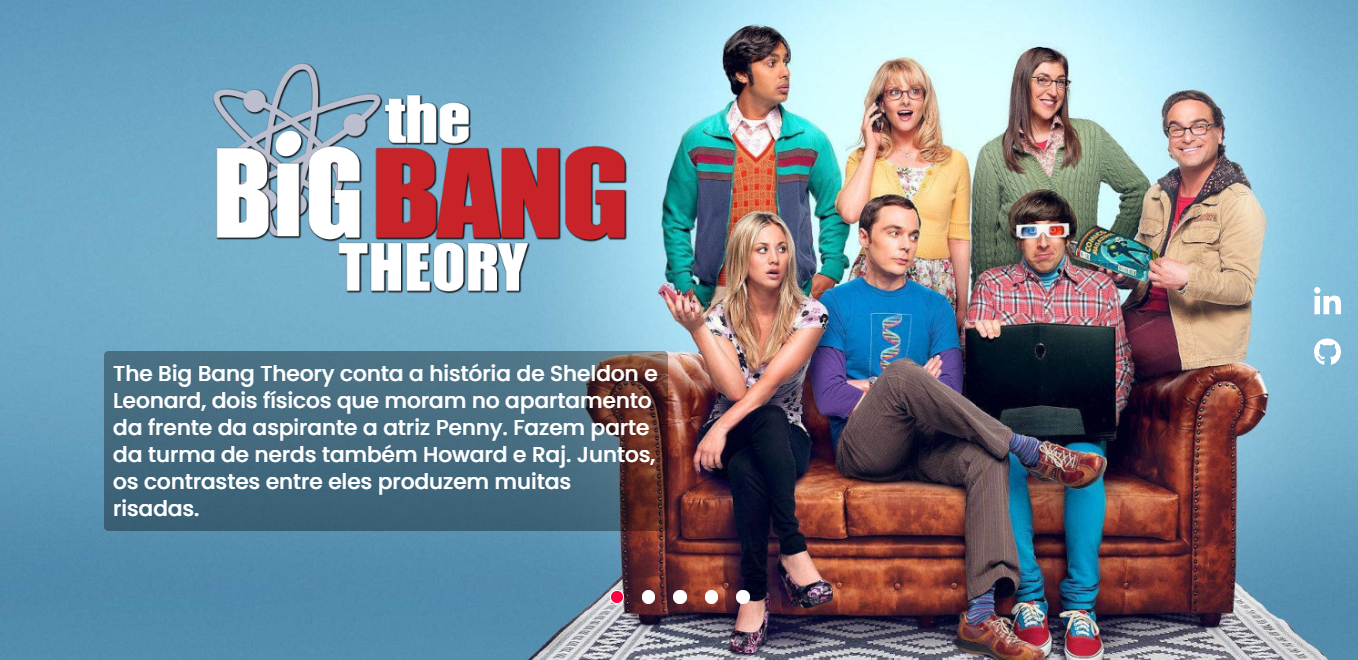 the
BiG BANG
THEORY
The Big Bang Theory conta a história de Sheldon e
Leonard, dois físicos que moram no apartamento
da frente da aspirante a atriz Penny. Fazem parte
da turma de nerds também Howard e Raj. Juntos,
os contrastes entre eles produzem muitas
risadas.
in